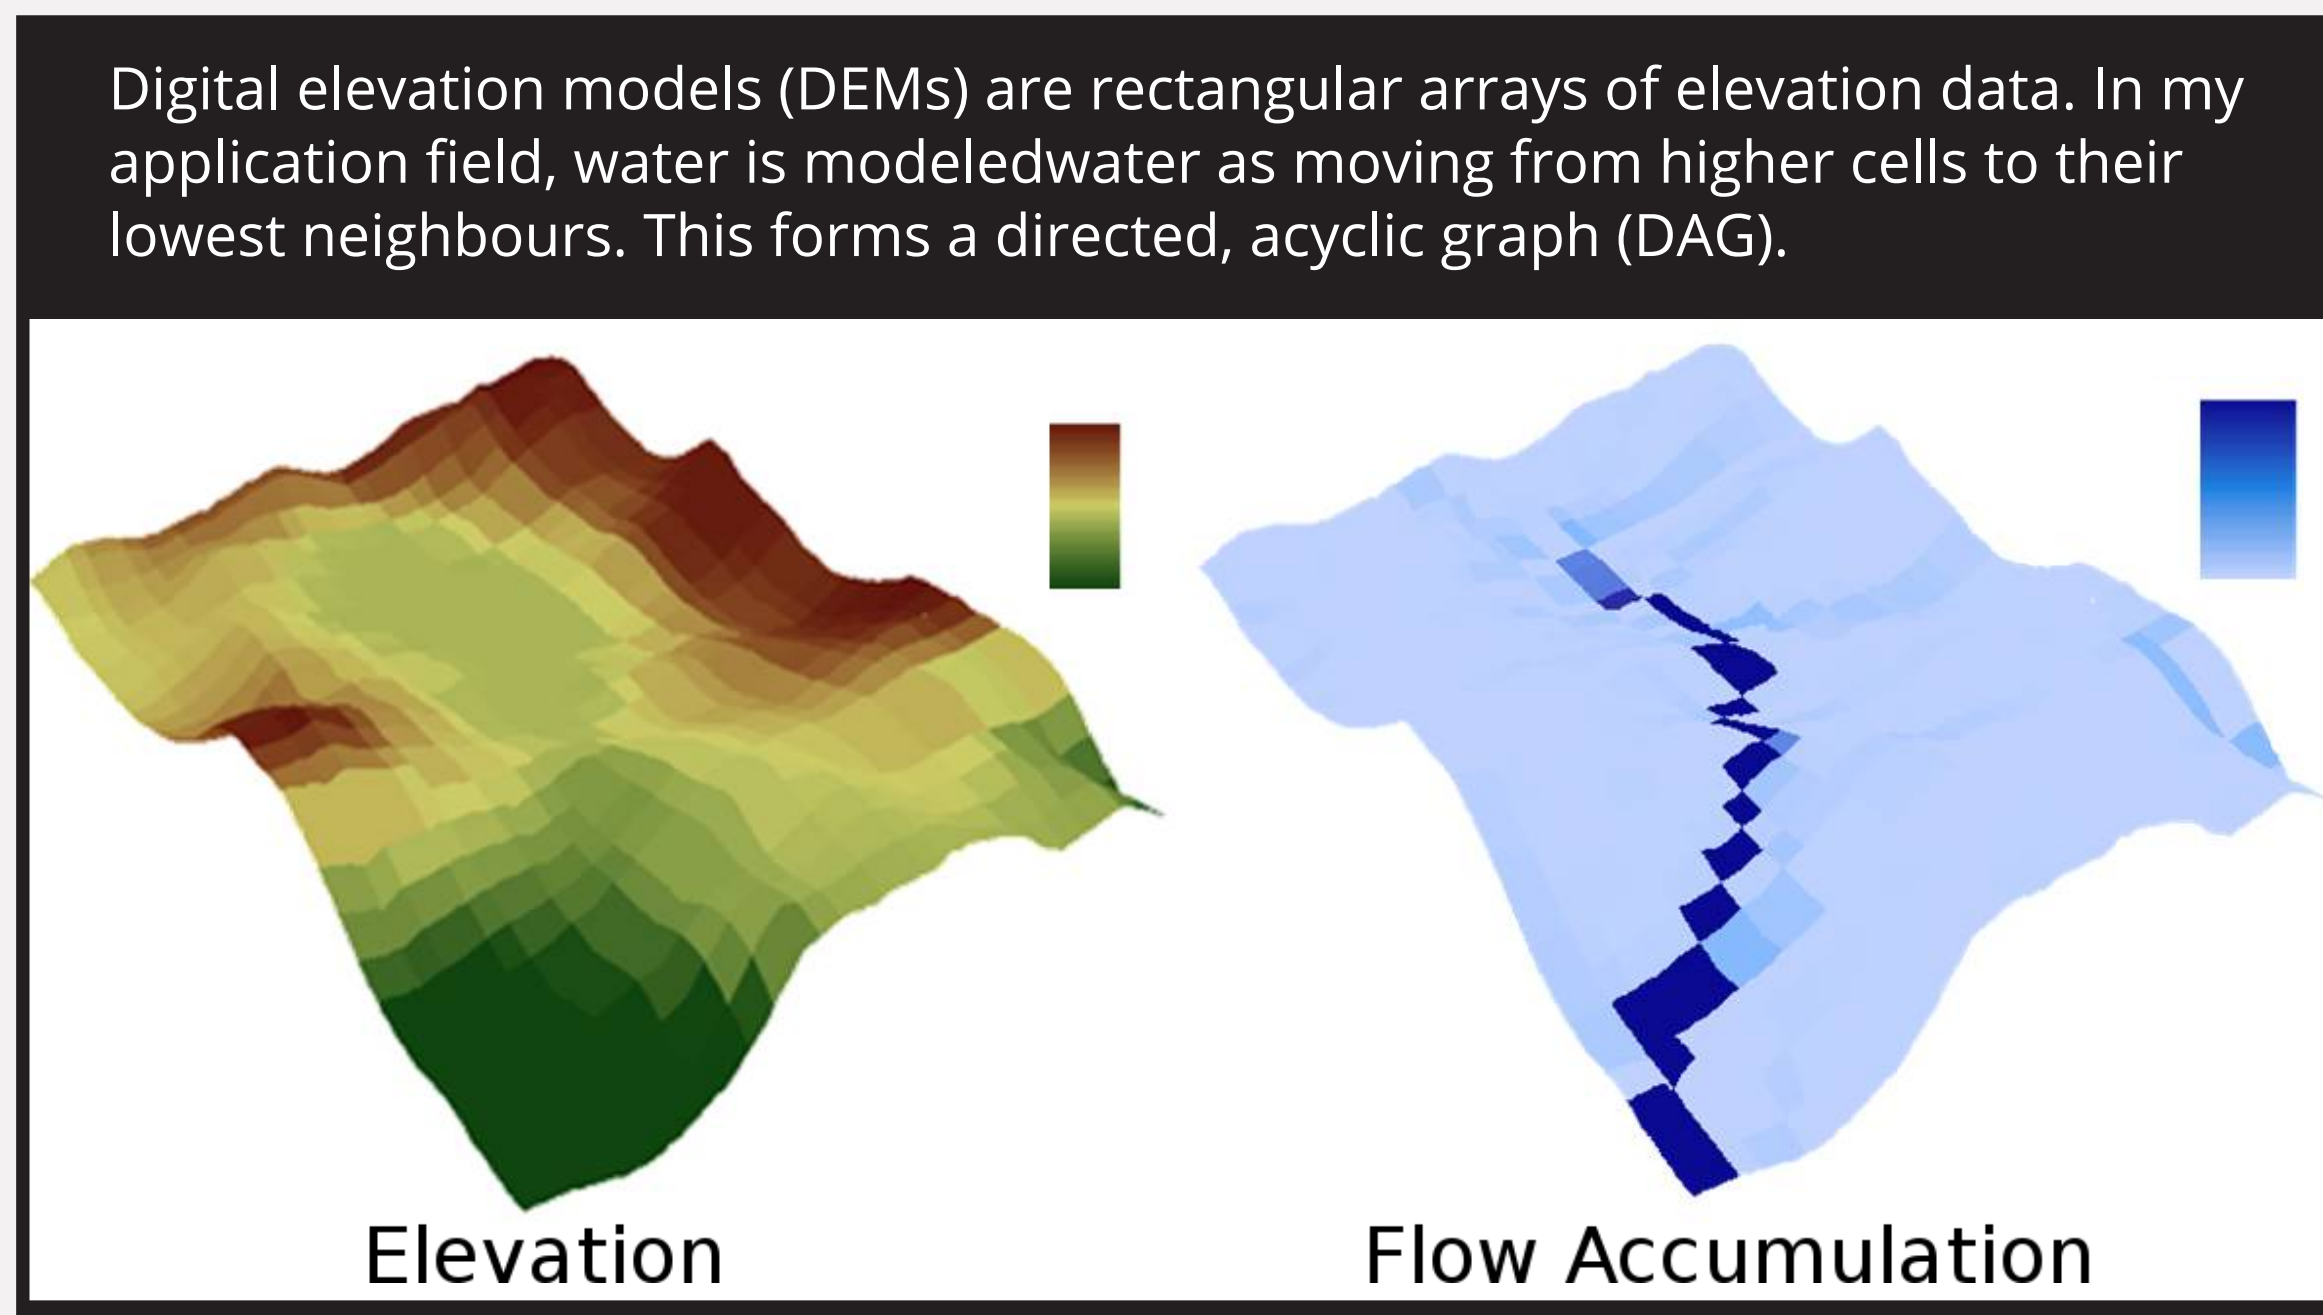 Digital elevation models (DEMs) are rectangular arrays of elevation data. In my
application field, water is modeledwater as moving from higher cells to their
lowest neighbours. This forms a directed, acyclic graph (DAG).
Elevation
Flow Accumulation